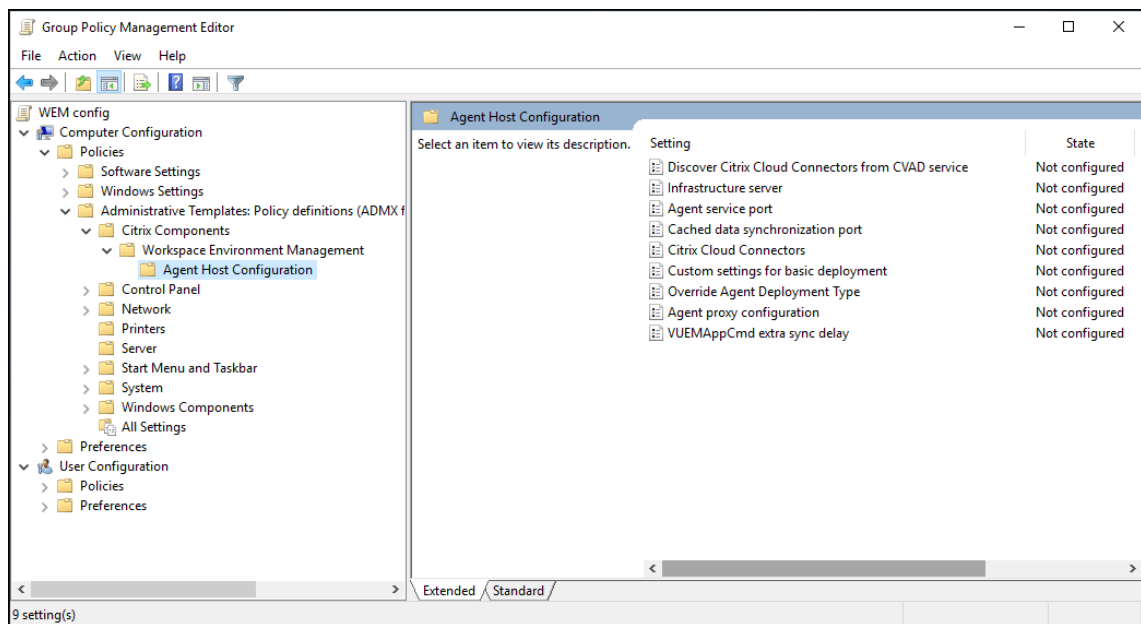 Group Policy Management Editor
File Action View Help
WEM config
Computer Configuration
Policies
Software Settings
Windows Settings
Administrative Templates: Policy definitions (ADMX f
Citrix Components
Workspace Environment Management
Agent Host Configuration
Control Panel
Network
Printers
Server
Start Menu and Taskbar
System
Windows Components
All Settings
Preferences
User Configuration
Policies
Preferences
Agent Host Configuration
Select an item to view its description.
Setting State
Discover Citrix Cloud Connectors from CVAD service Not configured
Infrastructure server Not configured
Agent service port Not configured
Cached data synchronization port Not configured
Citrix Cloud Connectors Not configured
Custom settings for basic deployment Not configured
Override Agent Deployment Type Not configured
Agent proxy configuration Not configured
VUEMAppCmd extra sync delay Not configured
Extended Standard
9 setting(s)